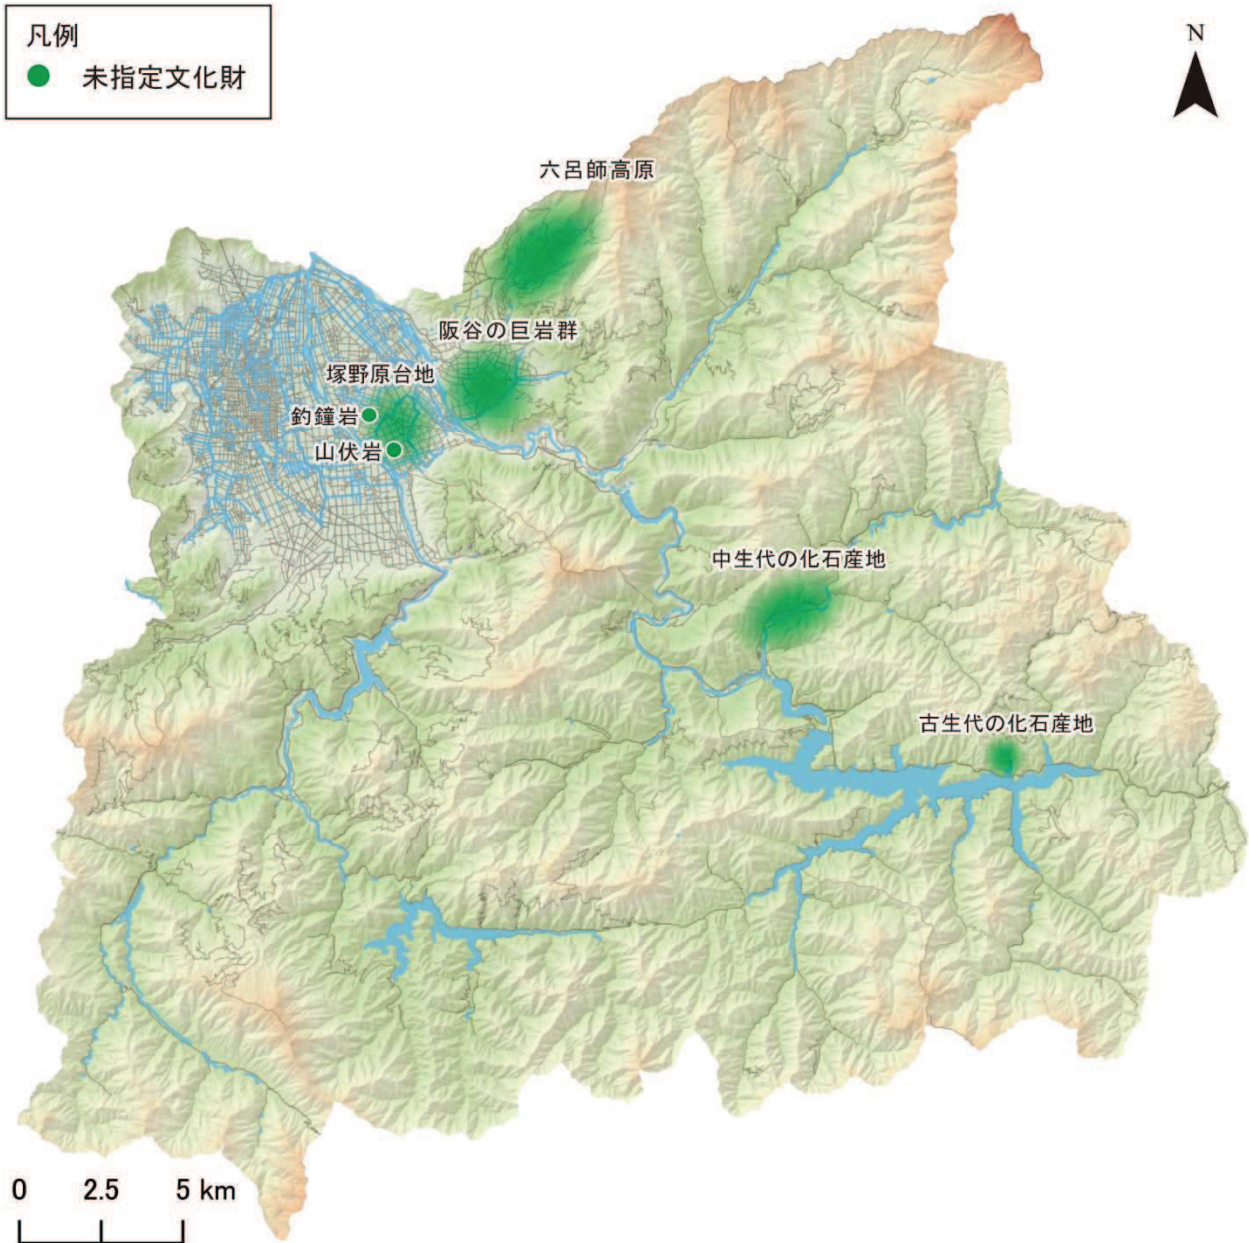 凡例
未指定文化財
N
六呂師高原
阪谷の巨岩群
塚野原台地
釣鐘岩
山伏岩
中生代の化石産地
古生代の化石産地
0 2.5 5 km